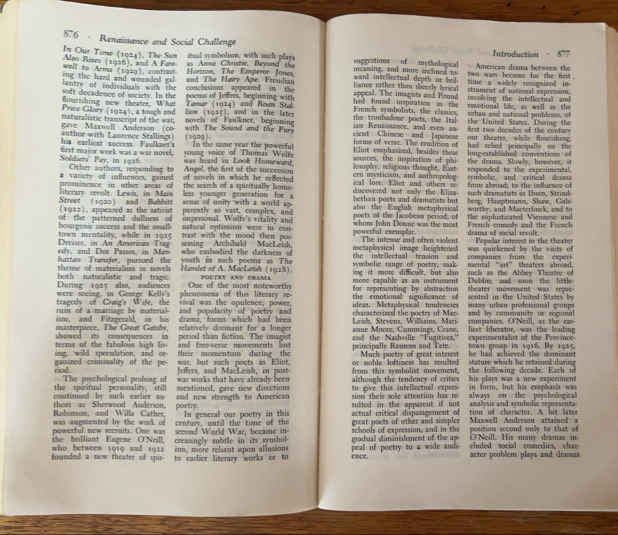 876 · Renaissance and Social Challenge
In Our Time (1924), The Sun
Also Rises (1926), and A Fare-
well to Arms (1929), contrast-
ing the hard and wounded gal-
lantry of individuals with the
soft decadence of society. In the
flourishing new theater, What
Price Glory (1924), a tough and
naturalistic transcript of the war,
gave Maxwell Anderson (co-
author with Laurence Stallings)
his earliest success. Faulkner's
first major work was a war novel,
Soldiers' Pay, in 1926.
Other authors, responding to
a variety of influences, gained
prominence in other areas of
literary revolt. Lewis, in Main
Street (1920) and Babbitt
(1922), appeared as the satirist
of the patterned dullness of
bourgeois success and the small-
town mentality, while in 1925
Dreiser, in An American Trag-
edy, and Dos Passos, in Man-
hattan Transfer, pursued the
theme of materialism in novels
both naturalistic and tragic.
During 1925 also, audiences
were seeing, in George Kelly's
tragedy of Craig's Wife, the
ruin of a marriage by material-
ism, and Fitzgerald, in his
masterpiece, The Great Gatsby,
showed its consequences in
terms of the fabulous high liv-
ing, wild speculation, and or-
ganized criminality of the pe-
riod.
The psychological probing of
the spiritual personality, still
continued by such earlier au-
thors as Sherwood Anderson,
Robinson, and Willa Cather,
was augmented by the work of
powerful new recruits. One was
the brilliant Eugene O'Neill,
who between 1919 and 1922
founded a new theater of spir-
itual symbolism, with such plays
as Anna Christie, Beyond the
Horizon, The Emperor Jones,
and The Hairy Ape. Freudian
conclusions appeared in the
poems of Jeffers, beginning with
Tamar (1924) and Roan Stal-
lion (1925), and in the later
novels of Faulkner, beginning
with The Sound and the Fury
(1929).
In the same year the powerful
young voice of Thomas Wolfe
was heard in Look Homeward,
Angel, the first of the succession
of novels in which he reflected
the search of a spiritually home-
less younger generation for a
sense of unity with a world ap-
parently so vast, complex, and
impersonal. Wolfe's vitality and
natural optimism were in con-
trast with the mood then pos-
sessing Archibald MacLeish,
who embodied the darkness of
youth in such poems as The
Hamlet of A. MacLeish (1928).
POETRY AND DRAMA
One of the most noteworthy
phenomena of this literary re-
vival was the opulence, power,
and popularity of poetry and
drama, forms which had been
relatively dormant for a longer
period than fiction. The imagist
and free-verse movements lost
their momentum during the
war, but such poets as Eliot,
Jeffers, and MacLeish, in post-
war works that have already been
mentioned, gave new directions
and new strength to American
poetry.
In general our poetry in this
century, until the time of the
second World War, became in-
creasingly subtle in its symbol-
ism, more reliant upon allusions
to earlier literary works or to
Introduction · 877
suggestions of mythological
meaning, and more inclined to-
ward intellectual depth or bril-
liance rather than sheerly lyrical
appeal. The imagists and Pound
had found inspiration in the
French symbolists, the classics,
the troubadour poets, the Ital-
ian Renaissance, and even an-
cient Chinese and Japanese
forms of verse. The erudition of
Eliot emphasized, besides these
sources, the inspiration of phi-
losophy, religious thought, East-
ern mysticism, and anthropolog-
ical lore. Eliot and others re-
discovered not only the Eliza-
bethan poets and dramatists but
also the English metaphysical
poets of the Jacobean period, of
whom John Donne was the most
powerful exemplar.
The intense and often violent
metaphysical image heightened
the intellectual tension and
symbolic range of poetry, mak-
ing it more difficult, but also
more capable as an instrument
for representing by abstraction
the emotional significance of
ideas. Metaphysical tendencies
characterized the poetry of Mac-
Leish, Stevens, Williams, Mari-
anne Moore, Cummings, Crane,
and the Nashville "Fugitives,"
principally Ransom and Tate.
Much poetry of great interest
or noble loftiness has resulted
from this symbolist movement,
although the tendency of critics
to give this intellectual expres-
sion their sole attention has re-
sulted in the apparent if not
actual critical disparagement of
great poets of other and simpler
schools of expression, and in the
gradual diminishment of the ap-
peal of poetry to a wide audi-
ence.
American drama between the
two wars became for the first
time a widely recognized in-
strument of national expression,
involving the intellectual and
emotional life, as well as the
urban and national problems, of
the United States. During the
first two decades of the century
our theater, while flourishing,
had relied principally on the
long-established conventions of
the drama. Slowly, however, it
responded to the experimental,
symbolic, and critical drama
from abroad; to the influence of
such dramatists as Ibsen, Strind-
berg, Hauptmann, Shaw, Gals-
worthy, and Maeterlinck; and to
the sophisticated Viennese and
French comedy and the French
drama of social revolt.
Popular interest in the theater
was quickened by the visits of
companies from the experi-
mental "art" theaters abroad,
such as the Abbey Theatre of
Dublin; and soon the little-
theater movement was repre-
sented in the United States by
many urban professional groups
and by community or regional
companies. O'Neill, as the ear-
liest liberator, was the leading
experimentalist of the Province-
town group in 1916. By 1925,
he had achieved the dominant
stature which he retained during
the following decade. Each of
his plays was a new experiment
in form, but his emphasis was
always on the psychological
analysis and symbolic representa-
tion of character. A bit later
Maxwell Anderson attained a
position second only to that of
O'Neill. His many dramas in-
cluded social comedies, char-
acter problem plays and dramas